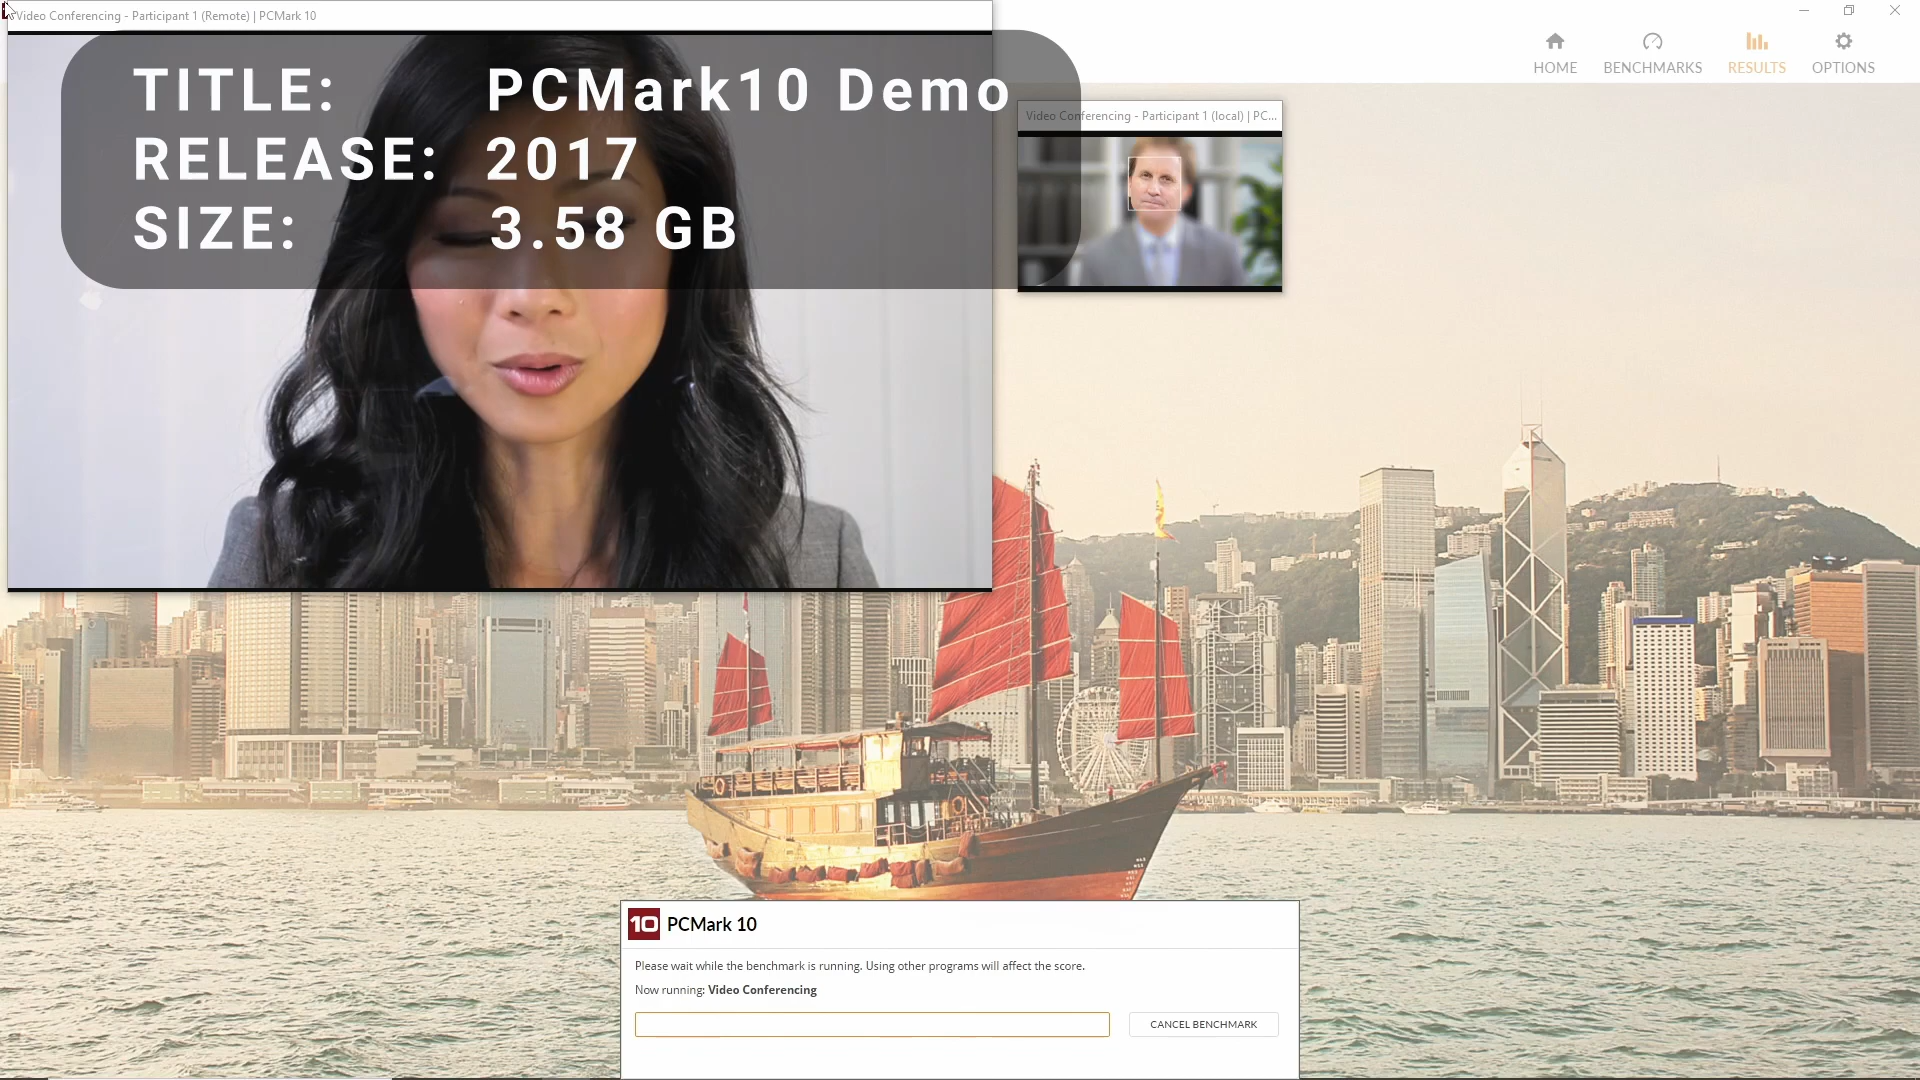 Video Conferencing - Participant 1 (Remote) | PCMark 10
TITLE: PCMark10 Demo
RELEASE: 2017
SIZE: 3.58 GB
HOME
BENCHMARKS
RESULTS
OPTIONS
Video Conferencing - Participant 1 (local) | PC...
10 PCMark 10
Please wait while the benchmark is running. Using other programs will affect the score.
Now running: Video Conferencing
CANCEL BENCHMARK